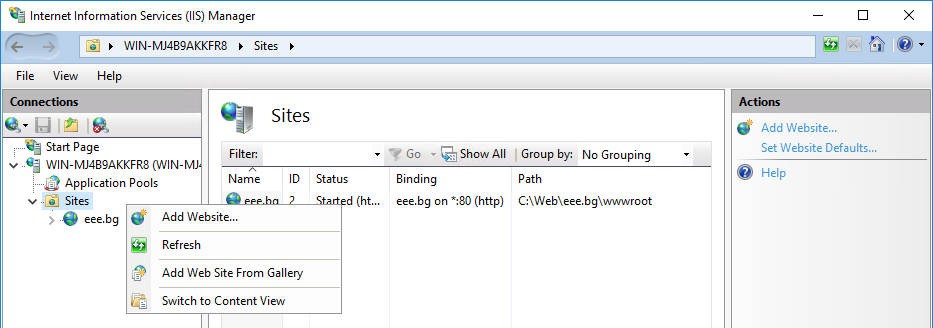 Internet Information Services (IIS) Manager
WIN-MJ4B9AKKFR8 Sites
File View Help
Connections
Start Page
WIN-MJ4B9AKKFR8 (WIN-MJ4
Application Pools
Sites
eee.bg
Add Website...
Refresh
Add Web Site From Gallery
Switch to Content View
Sites
Filter: Go Show All Group by: No Grouping
Name ID Status Binding Path
eee.bg 2 Started (ht... eee.bg on *:80 (http) C:\Web\eee.bg\wwwroot
Actions
Add Website...
Set Website Defaults...
Help